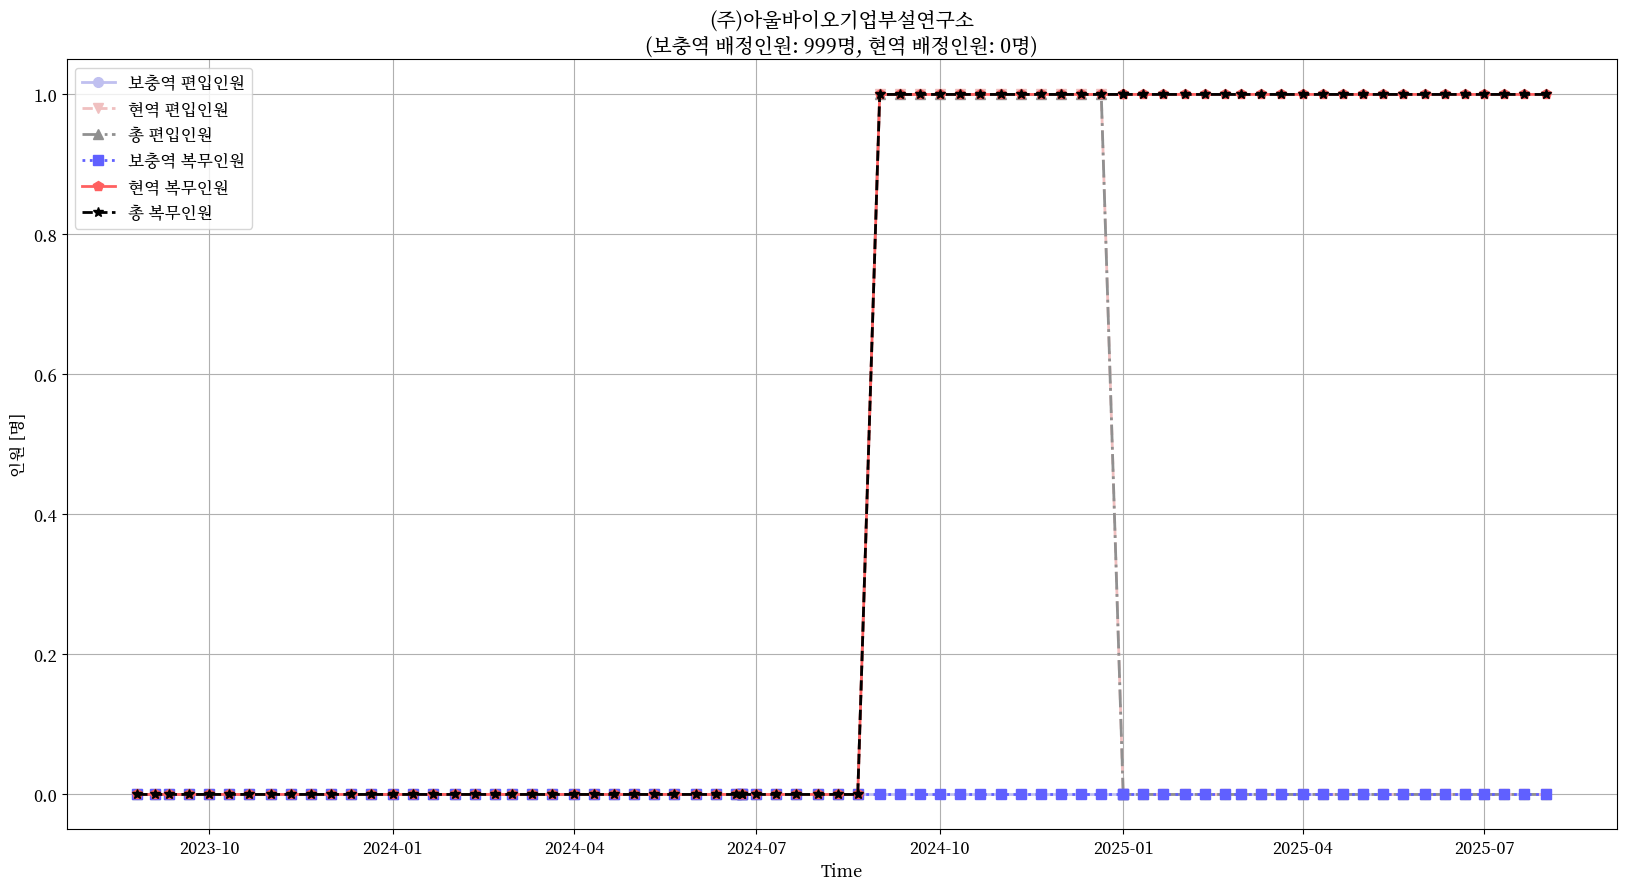 (주)아울바이오기업부설연구소
(보충역 배정인원: 999명, 현역 배정인원: 0명)
보충역 편입인원
현역 편입인원
총 편입인원
보충역 복무인원
현역 복무인원
총 복무인원
1.0
0.8
0.6
0.4
0.2
0.0
인원 [명]
2023-10
2024-01
2024-04
2024-07
2024-10
2025-01
2025-04
2025-07
Time